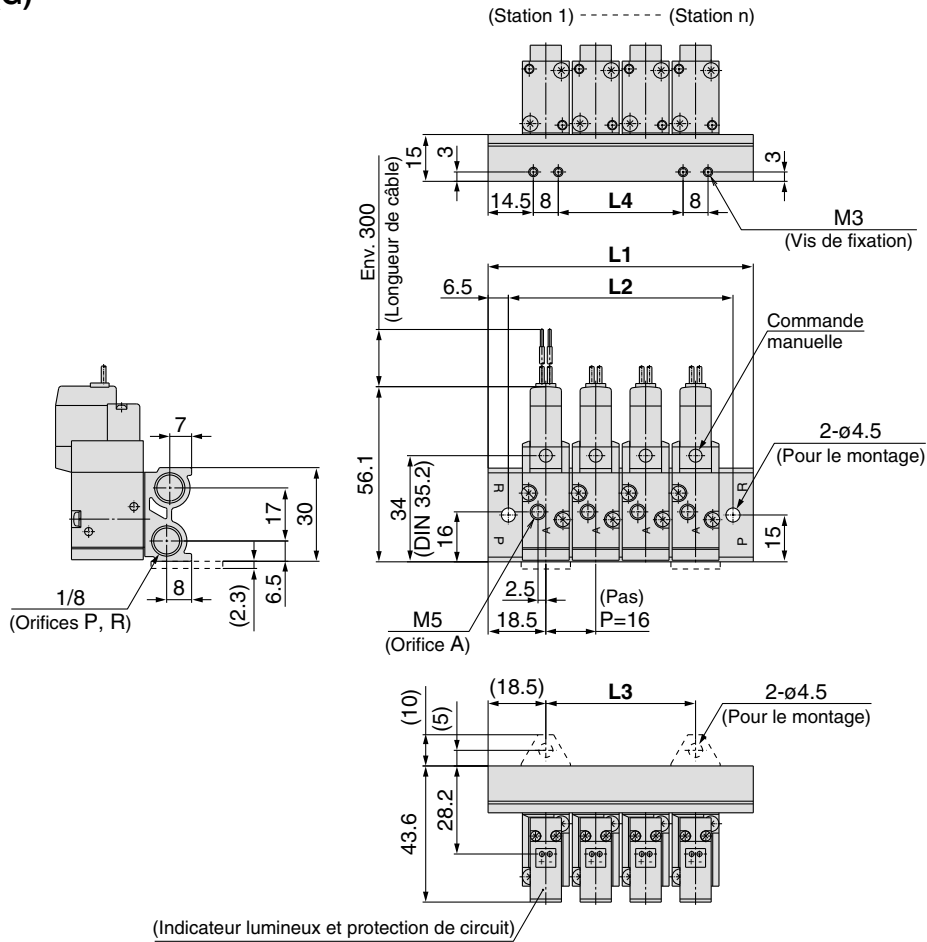 (Station 1) (Station n)
15
3
3
14.5
8
L4
8
M3
(Vis de fixation)
Env. 300
(Longueur de câble)
L1
6.5
L2
Commande
manuelle
2-ø4.5
(Pour le montage)
7
17
30
56.1
34
(DIN 35.2)
16
R
P
A
A
A
A
R
P
15
1/8
(Orifices P, R)
8
(2.3)
6.5
2.5
M5
(Orifice A)
18.5
(Pas)
P=16
(10)
(5)
(18.5)
L3
2-ø4.5
(Pour le montage)
43.6
28.2
+ -
+ -
+ -
+ -
(Indicateur lumineux et protection de circuit)